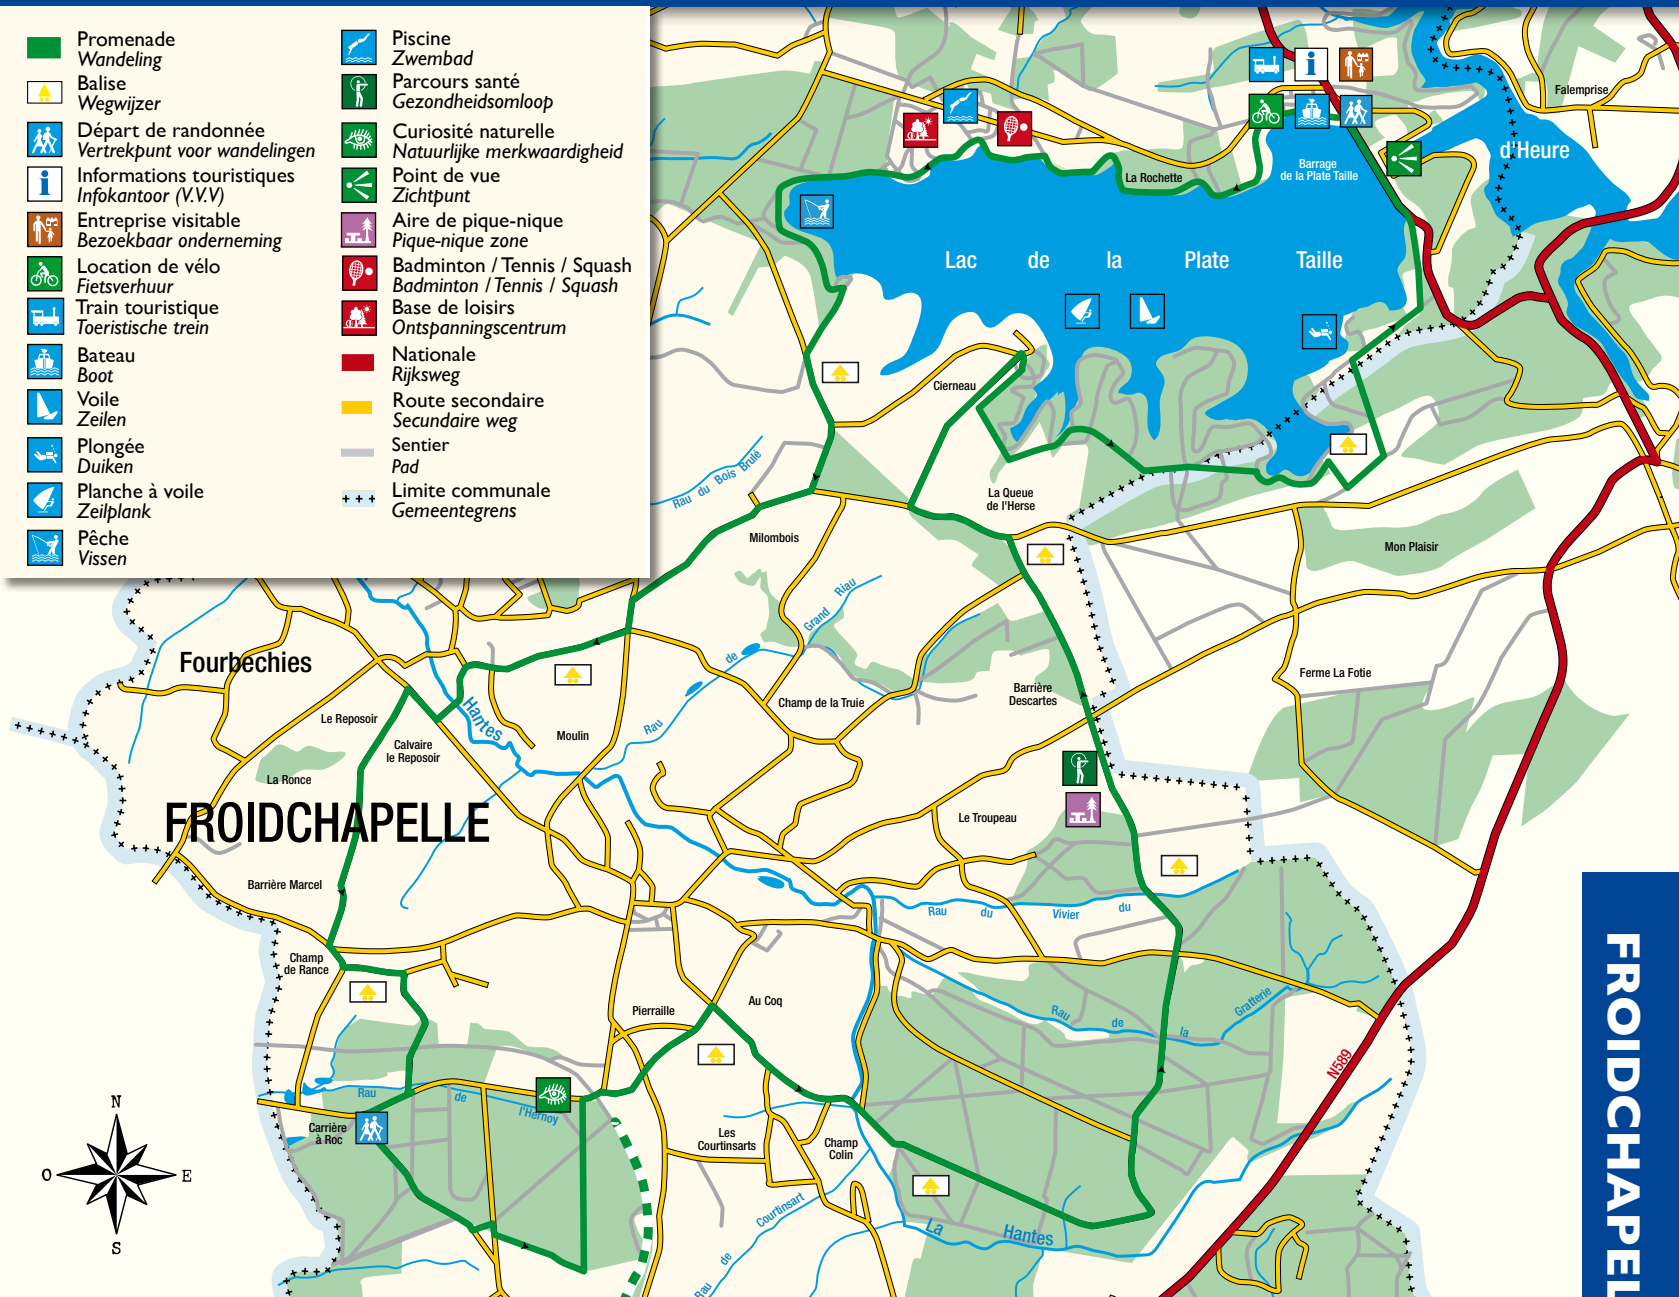 Promenade
Wandeling
Balise
Wegwijzer
Départ de randonnée
Vertrekpunt voor wandelingen
Informations touristiques
Infokantoor (V.V.V)
Entreprise visitable
Bezoekbaar onderneming
Location de vélo
Fietsverhuur
Train touristique
Toeristische trein
Bateau
Boot
Voile
Zeilen
Plongée
Duiken
Planche à voile
Zeilplank
Pêche
Vissen
Piscine
Zwembad
Parcours santé
Gezondheidsomloop
Curiosité naturelle
Natuurlijke merkwaardigheid
Point de vue
Zichtpunt
Aire de pique-nique
Pique-nique zone
Badminton / Tennis / Squash
Badminton / Tennis / Squash
Base de loisirs
Ontspanningscentrum
Nationale
Rijksweg
Route secondaire
Secundaire weg
Sentier
Pad
Limite communale
Gemeentegrens
i
Falemprise
d'Heure
Barrage
de la Plate Taille
La Rochette
Lac de la Plate Taille
Cierneau
Rau du Bois Brulé
La Queue
de l'Herse
Milombois
Mon Plaisir
Grand Riau
Rau de
Fourbechies
Ferme La Fotie
Barrière
Descartes
Champ de la Truie
Le Reposoir
Hantes
Moulin
Calvaire
le Reposoir
La Ronce
FROIDCHAPELLE
Le Troupeau
Barrière Marcel
Rau du Vivier du
Champ
de Rance
Pierraille
Au Coq
Rau de la Gratterie
N589
Rau de l'Hernoy
Carrière
à Roc
Les
Courtinsarts
Champ
Colin
Rau de Courtinsart
La Hantes
N
O
E
S
FROIDCHAPEL